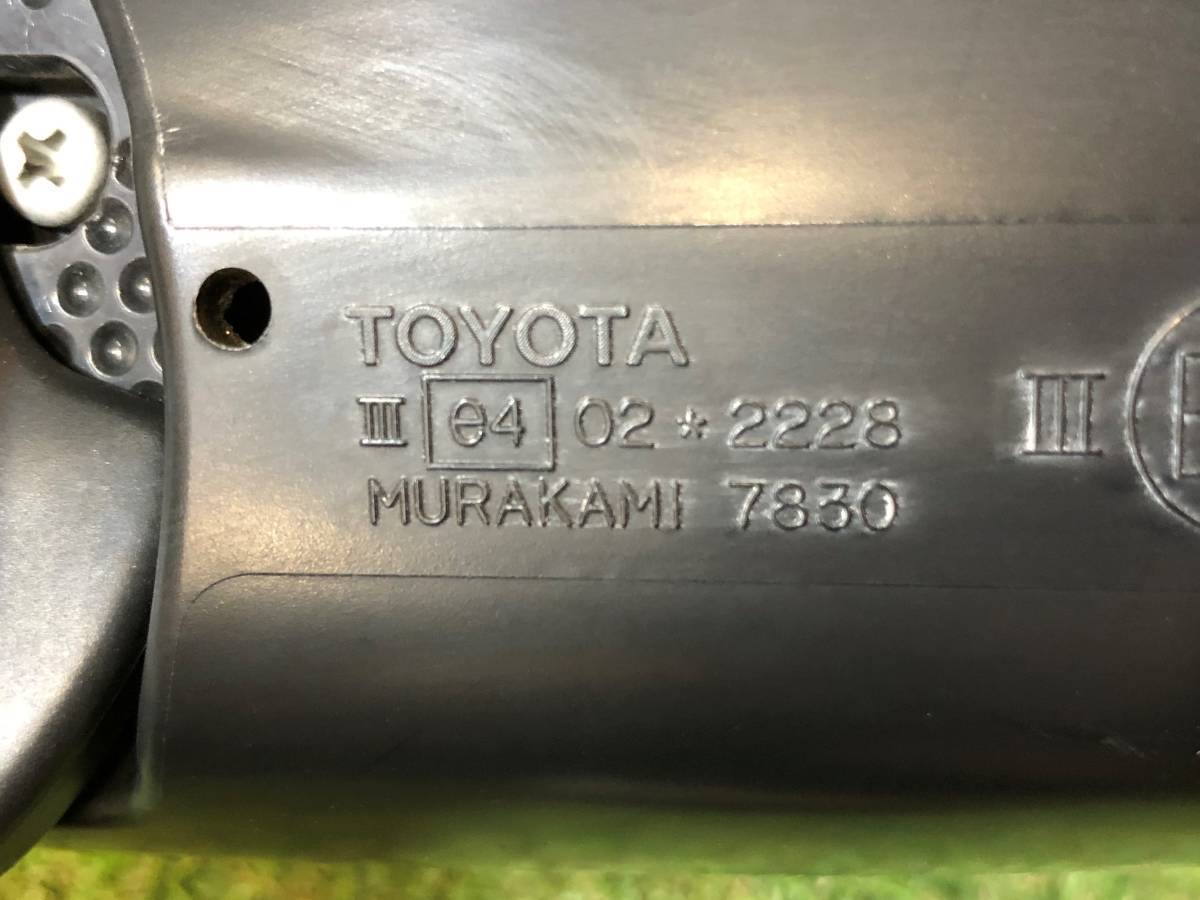 TOYOTA
III e4 02 * 2228
MURAKAMI 7830
III